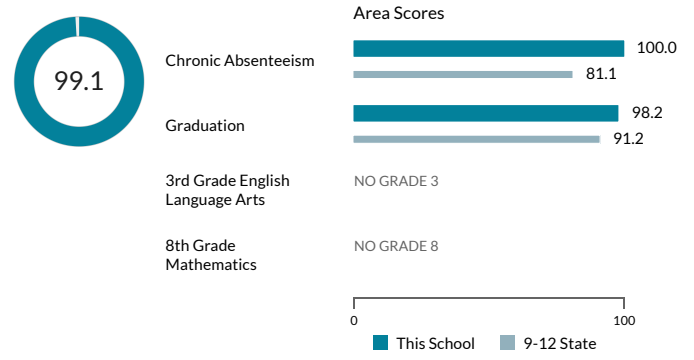 99.1
Area Scores
Chronic Absenteeism
100.0
81.1
Graduation
98.2
91.2
3rd Grade English
Language Arts
NO GRADE 3
8th Grade
Mathematics
NO GRADE 8
0
100
This School
9-12 State